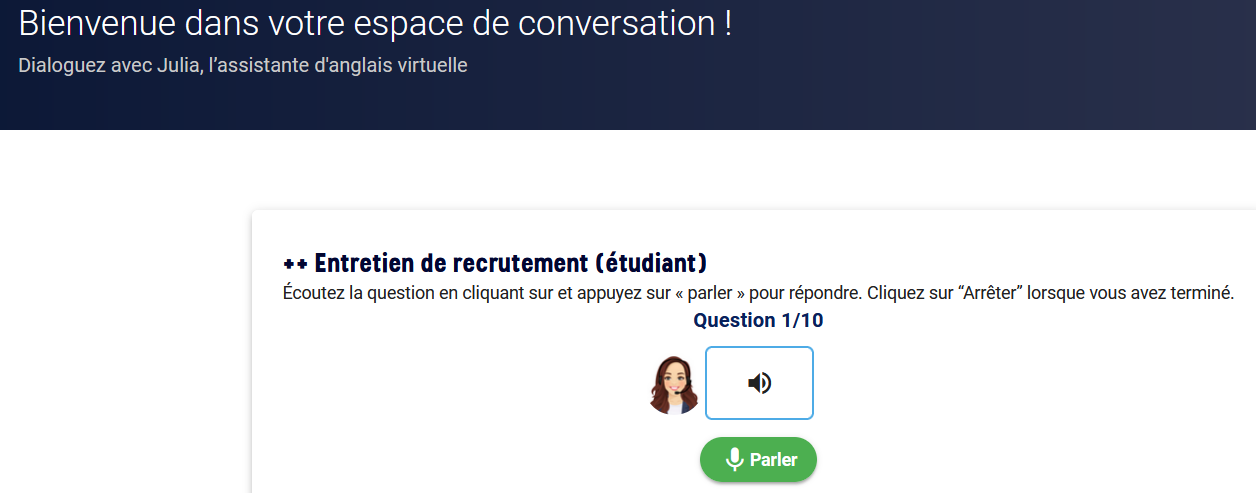 Bienvenue dans votre espace de conversation !
Dialoguez avec Julia, l’assistante d'anglais virtuelle
++ Entretien de recrutement (étudiant)
Écoutez la question en cliquant sur et appuyez sur « parler » pour répondre. Cliquez sur “Arrêter” lorsque vous avez terminé.
Question 1/10
Parler